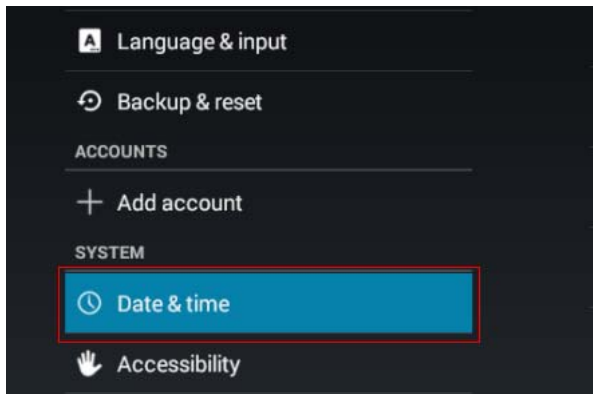 Language & input
Backup & reset
ACCOUNTS
Add account
SYSTEM
Date & time
Accessibility